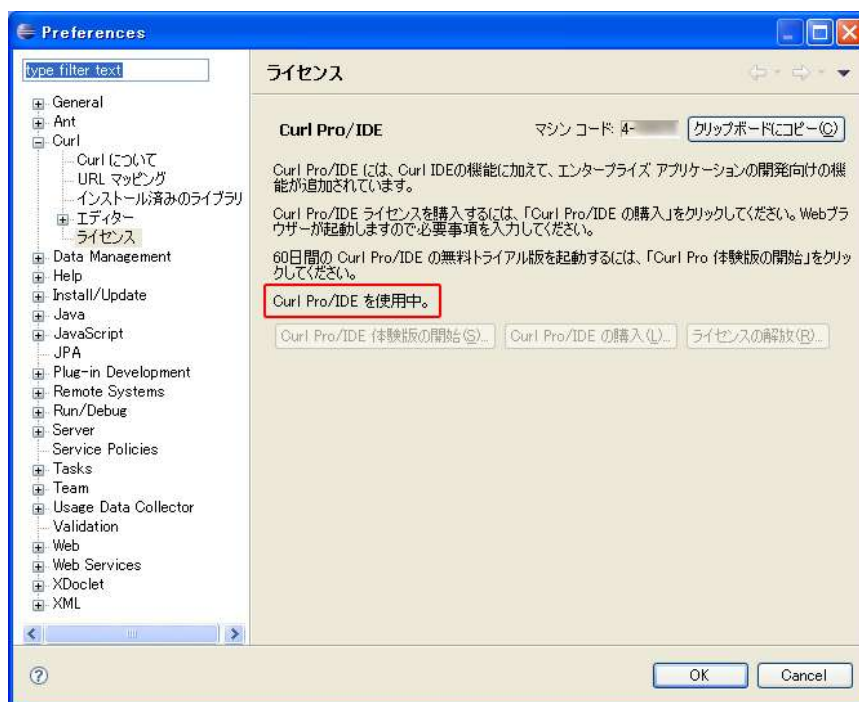 Preferences
type filter text
General
Ant
Curl
Curl について
URL マッピング
インストール済みのライブラリ
エディター
ライセンス
Data Management
Help
Install/Update
Java
JavaScript
JPA
Plug-in Development
Remote Systems
Run/Debug
Server
Service Policies
Tasks
Team
Usage Data Collector
Validation
Web
Web Services
XDoclet
XML
ライセンス
Curl Pro/IDE マシン コード: 4- クリップボードにコピー(C)
Curl Pro/IDE には、Curl IDEの機能に加えて、エンタープライズ アプリケーションの開発向けの機
能が追加されています。
Curl Pro/IDE ライセンスを購入するには、「Curl Pro/IDE の購入」をクリックしてください。Webブラ
ウザーが起動しますので必要事項を入力してください。
60日間の Curl Pro/IDE の無料トライアル版を起動するには、「Curl Pro 体験版の開始」をクリッ
クしてください。
Curl Pro/IDE を使用中。
Curl Pro/IDE 体験版の開始(S)... Curl Pro/IDE の購入(L)... ライセンスの解放(R)...
OK Cancel